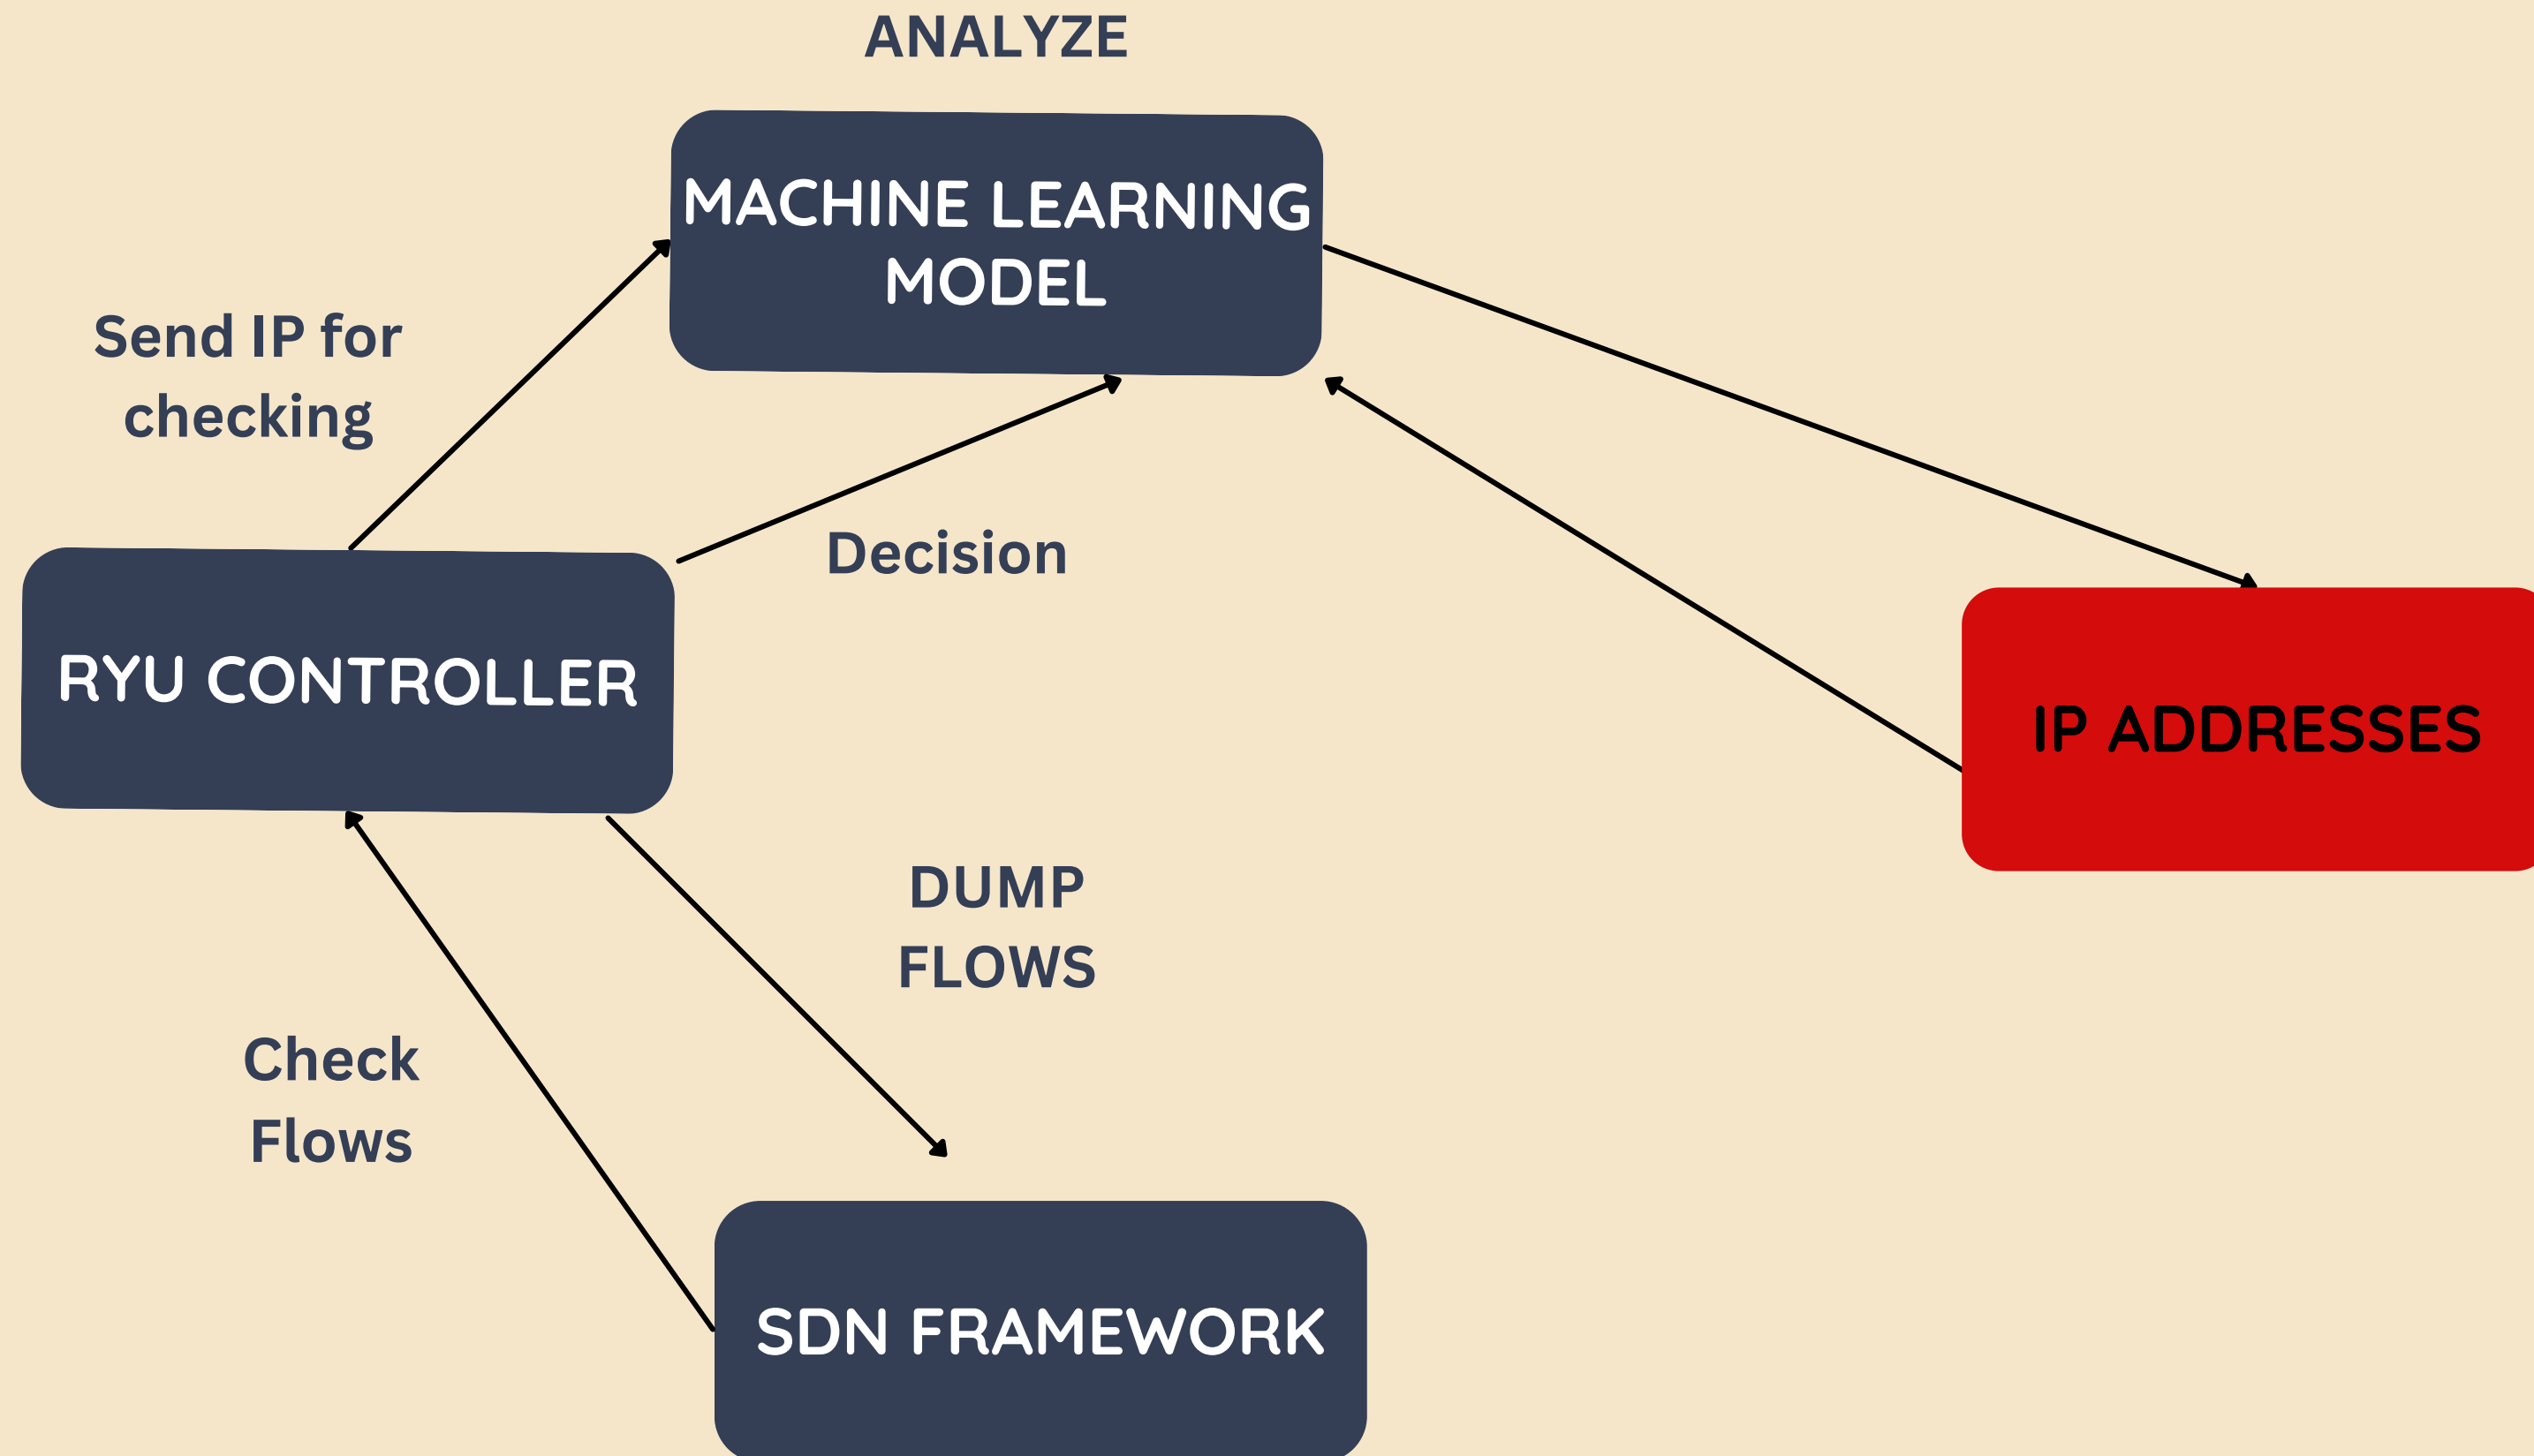 ANALYZE
MACHINE LEARNING
MODEL
Send IP for
checking
Decision
RYU CONTROLLER
IP ADDRESSES
DUMP
FLOWS
Check
Flows
SDN FRAMEWORK